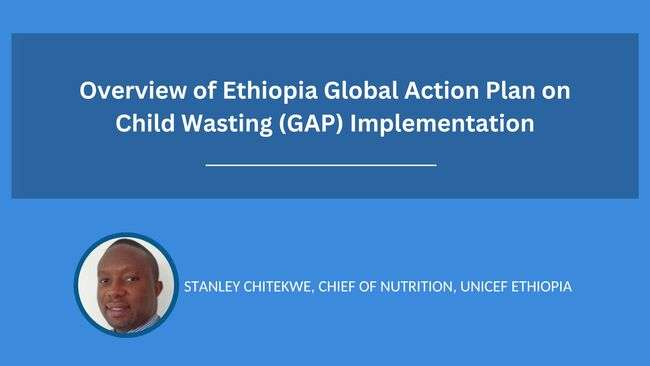 Overview of Ethiopia Global Action Plan on
Child Wasting (GAP) Implementation
STANLEY CHITEKWE, CHIEF OF NUTRITION, UNICEF ETHIOPIA